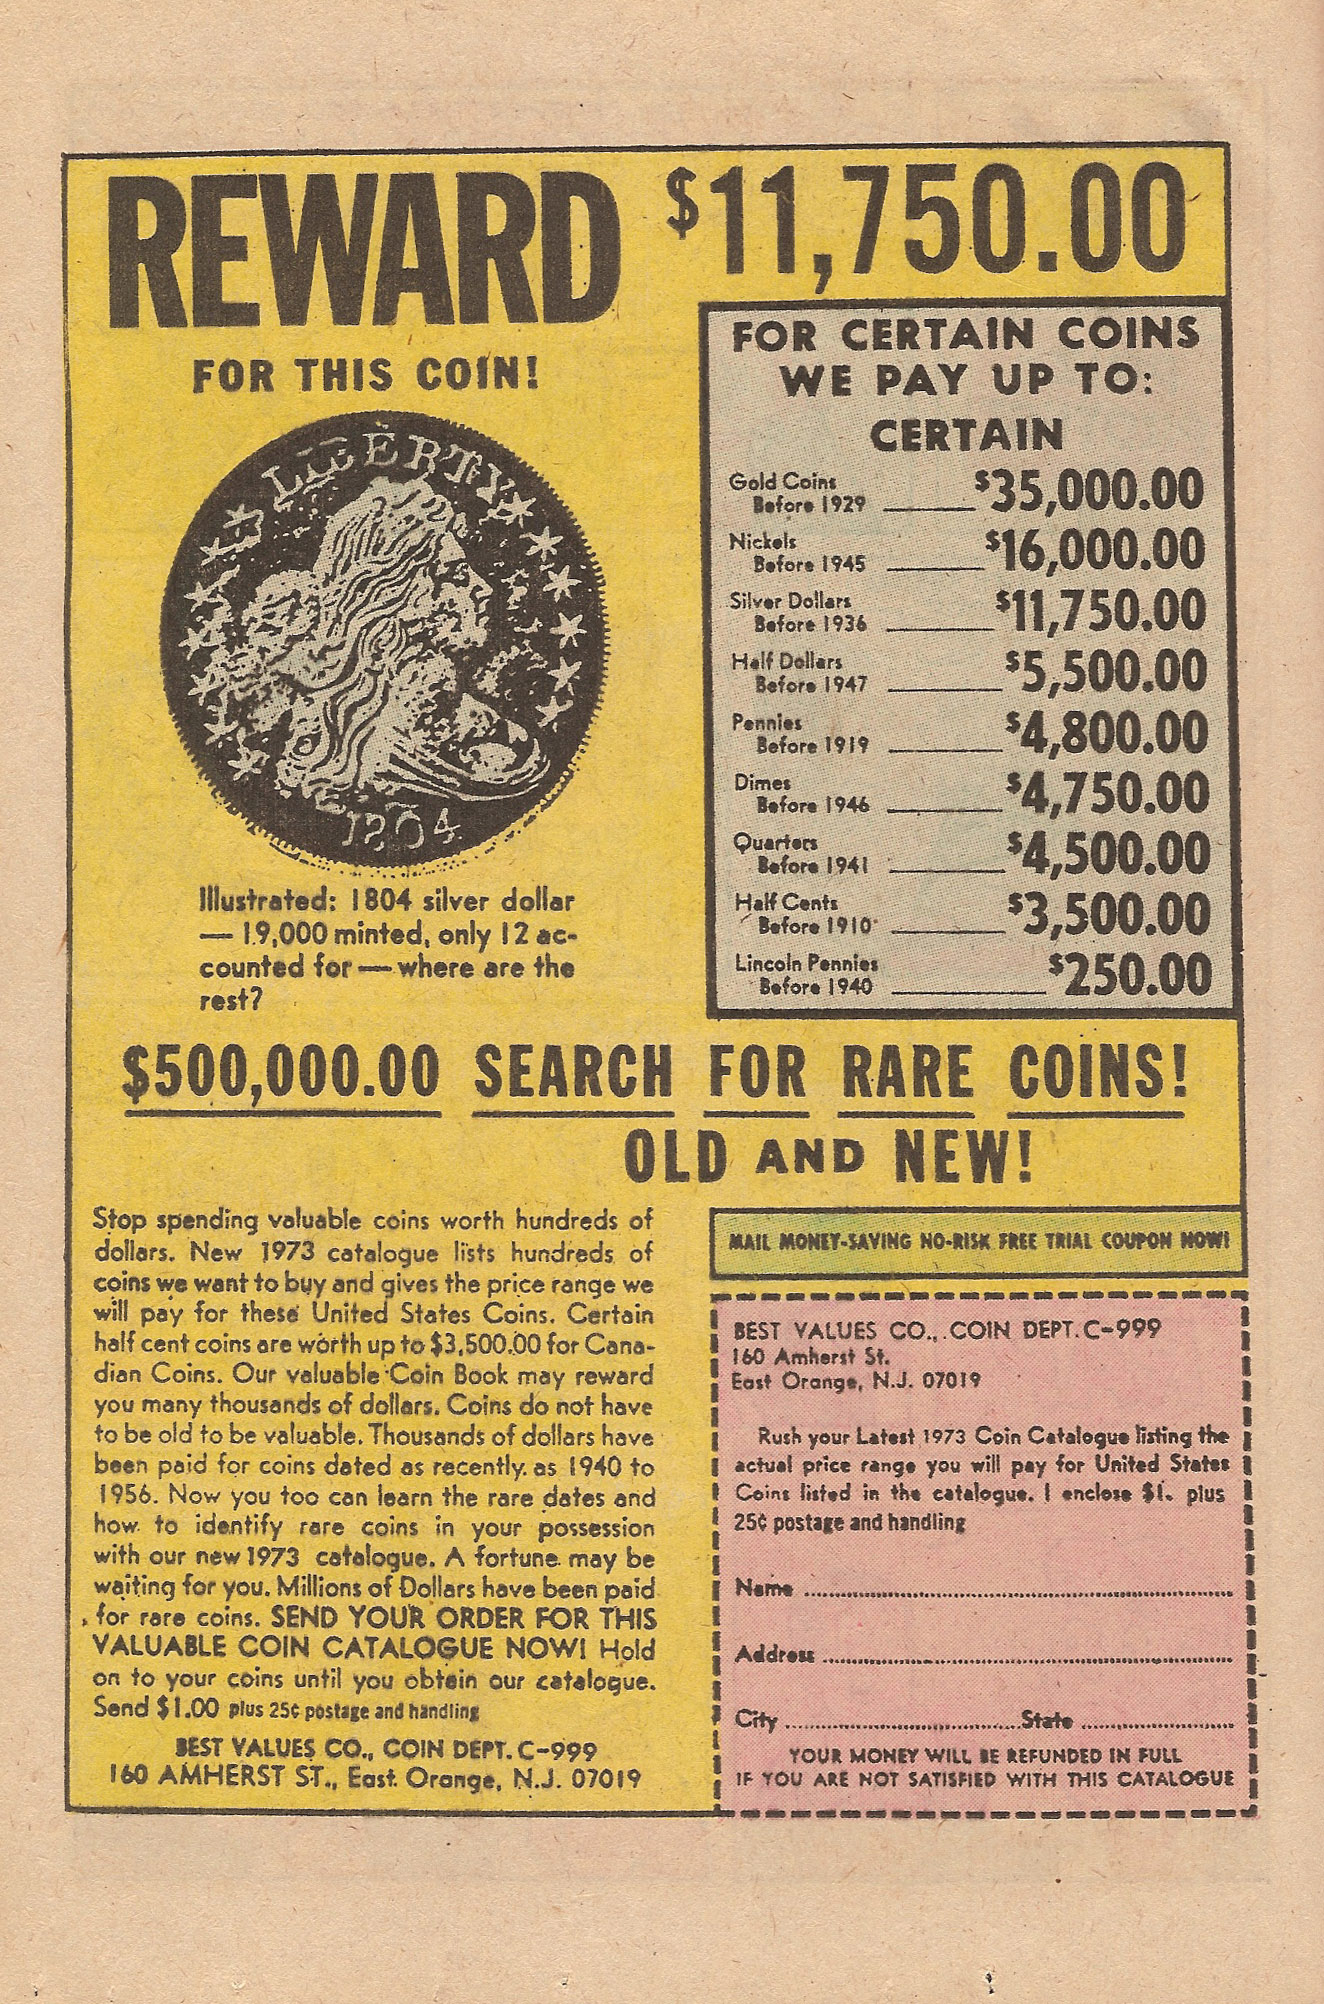 REWARD $11,750.00
FOR THIS COIN!
LIBERTY
1804
Illustrated: 1804 silver dollar
— 19,000 minted, only 12 ac-
counted for — where are the
rest?
FOR CERTAIN COINS
WE PAY UP TO:
CERTAIN
Gold Coins
Before 1929 $35,000.00
Nickels
Before 1945 $16,000.00
Silver Dollars
Before 1936 $11,750.00
Half Dollars
Before 1947 $5,500.00
Pennies
Before 1919 $4,800.00
Dimes
Before 1946 $4,750.00
Quarters
Before 1941 $4,500.00
Half Cents
Before 1910 $3,500.00
Lincoln Pennies
Before 1940 $250.00
$500,000.00 SEARCH FOR RARE COINS!
OLD AND NEW!
Stop spending valuable coins worth hundreds of
dollars. New 1973 catalogue lists hundreds of
coins we want to buy and gives the price range we
will pay for these United States Coins. Certain
half cent coins are worth up to $3,500.00 for Cana-
dian Coins. Our valuable Coin Book may reward
you many thousands of dollars. Coins do not have
to be old to be valuable. Thousands of dollars have
been paid for coins dated as recently as 1940 to
1956. Now you too can learn the rare dates and
how to identify rare coins in your possession
with our new 1973 catalogue. A fortune may be
waiting for you. Millions of Dollars have been paid
for rare coins. SEND YOUR ORDER FOR THIS
VALUABLE COIN CATALOGUE NOW! Hold
on to your coins until you obtain our catalogue.
Send $1.00 plus 25¢ postage and handling
BEST VALUES CO., COIN DEPT. C-999
160 AMHERST ST., East Orange, N.J. 07019
MAIL MONEY-SAVING NO-RISK FREE TRIAL COUPON NOW!
BEST VALUES CO., COIN DEPT. C-999
160 Amherst St.
East Orange, N.J. 07019
Rush your Latest 1973 Coin Catalogue listing the
actual price range you will pay for United States
Coins listed in the catalogue. I enclose $1. plus
25¢ postage and handling
Name
Address
City State
YOUR MONEY WILL BE REFUNDED IN FULL
IF YOU ARE NOT SATISFIED WITH THIS CATALOGUE